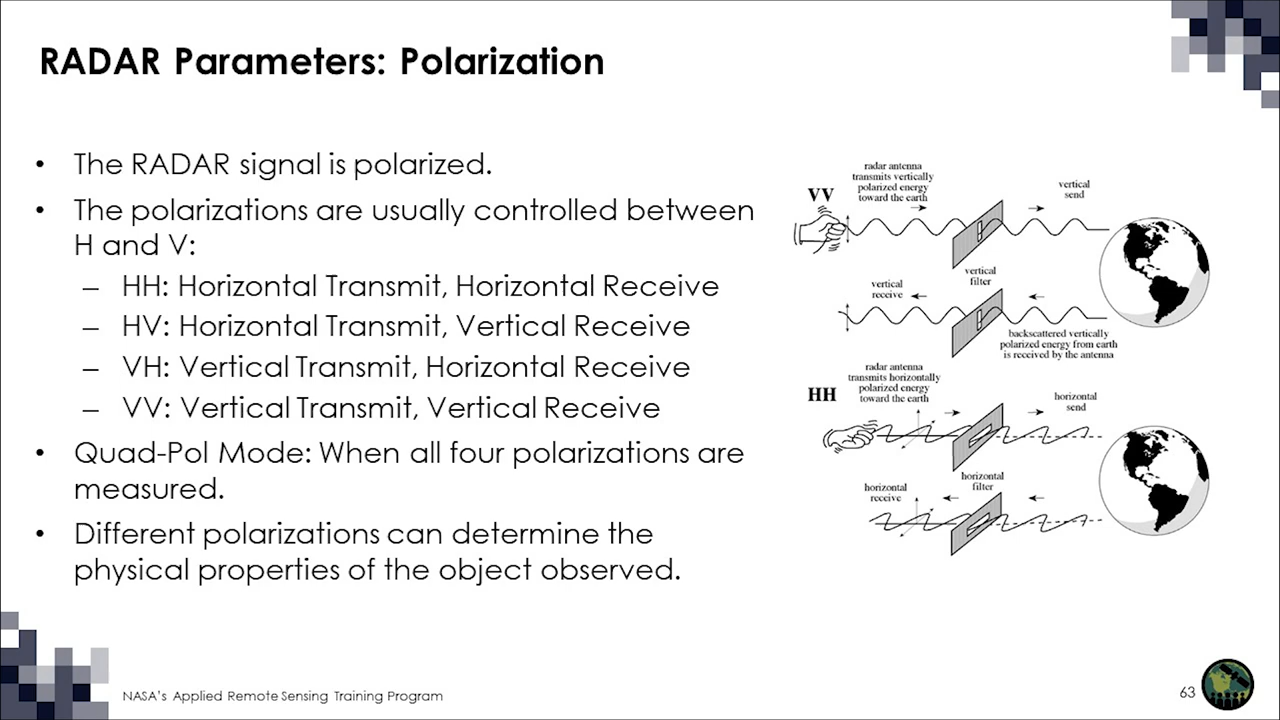 RADAR Parameters: Polarization
• The RADAR signal is polarized.
• The polarizations are usually controlled between
H and V:
– HH: Horizontal Transmit, Horizontal Receive
– HV: Horizontal Transmit, Vertical Receive
– VH: Vertical Transmit, Horizontal Receive
– VV: Vertical Transmit, Vertical Receive
• Quad-Pol Mode: When all four polarizations are
measured.
• Different polarizations can determine the
physical properties of the object observed.
VV
radar antenna
transmits vertically
polarized energy
toward the earth
vertical
send
vertical
filter
vertical
receive
backscattered vertically
polarized energy from earth
is received by the antenna
HH
radar antenna
transmits horizontally
polarized energy
toward the earth
horizontal
send
horizontal
filter
horizontal
receive
NASA's Applied Remote Sensing Training Program
63